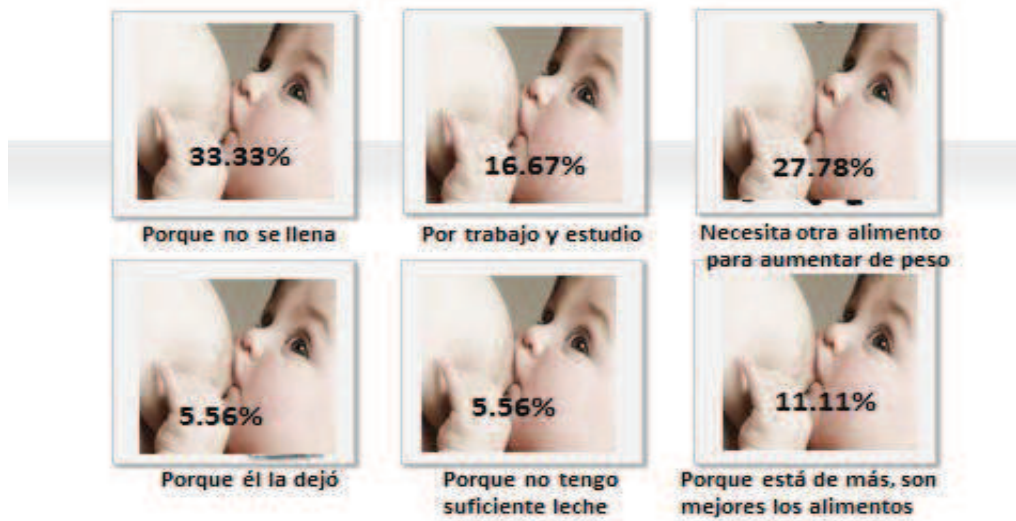 33.33%
16.67%
27.78%
Porque no se llena
Por trabajo y estudio
Necesita otra alimento
para aumentar de peso
5.56%
5.56%
11.11%
Porque él la dejó
Porque no tengo
suficiente leche
Porque está de más, son
mejores los alimentos